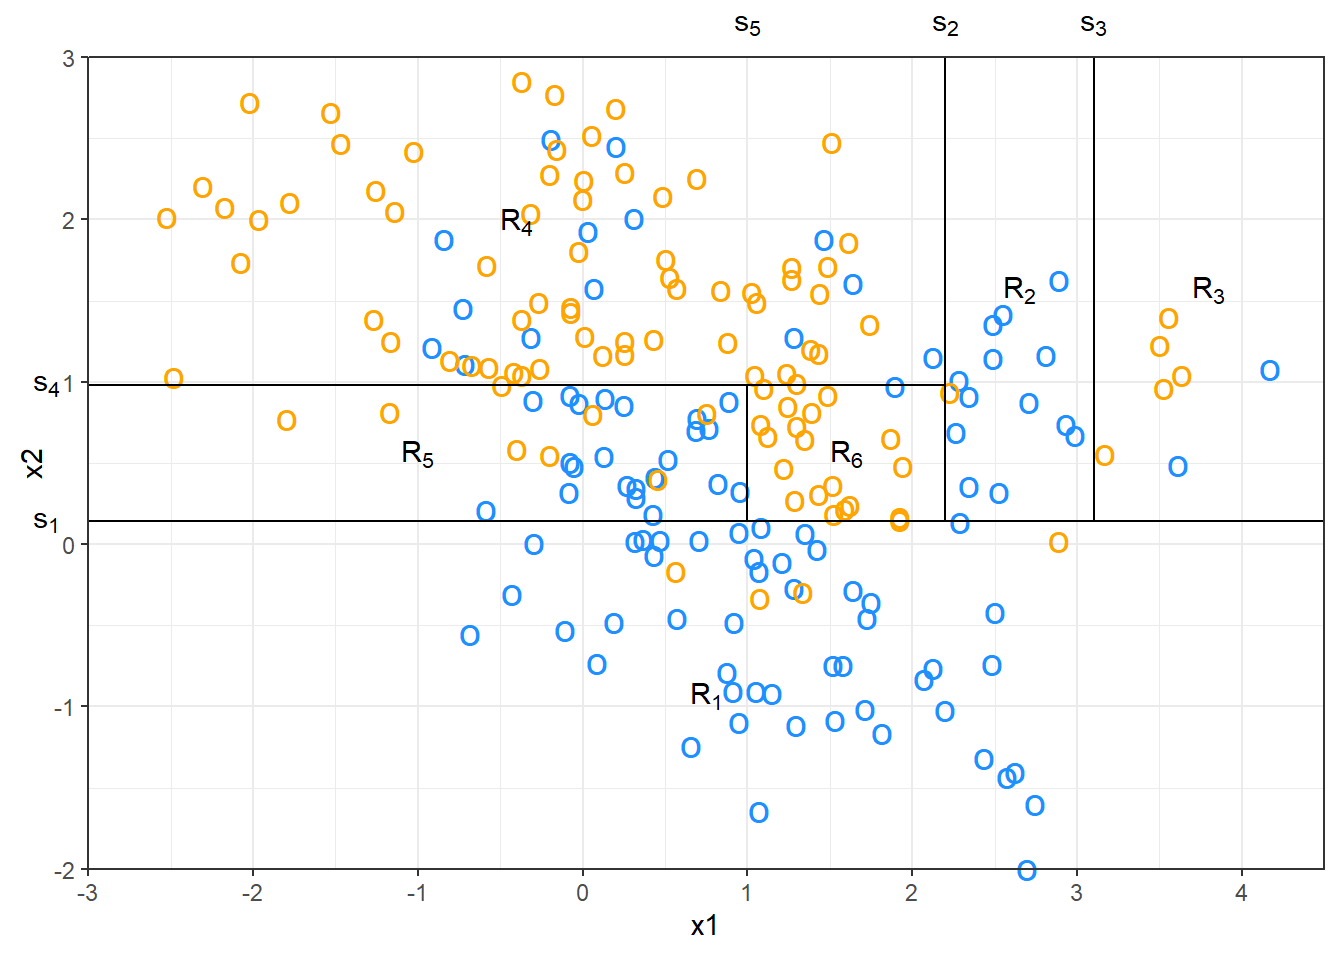 s₅ s₂ s₃
3
R₂ R₃
2
R₄
s₄ 1
R₅ R₆
x2
s₁
0
-1
R₁
-2
-3 -2 -1 0 1 2 3 4
x1